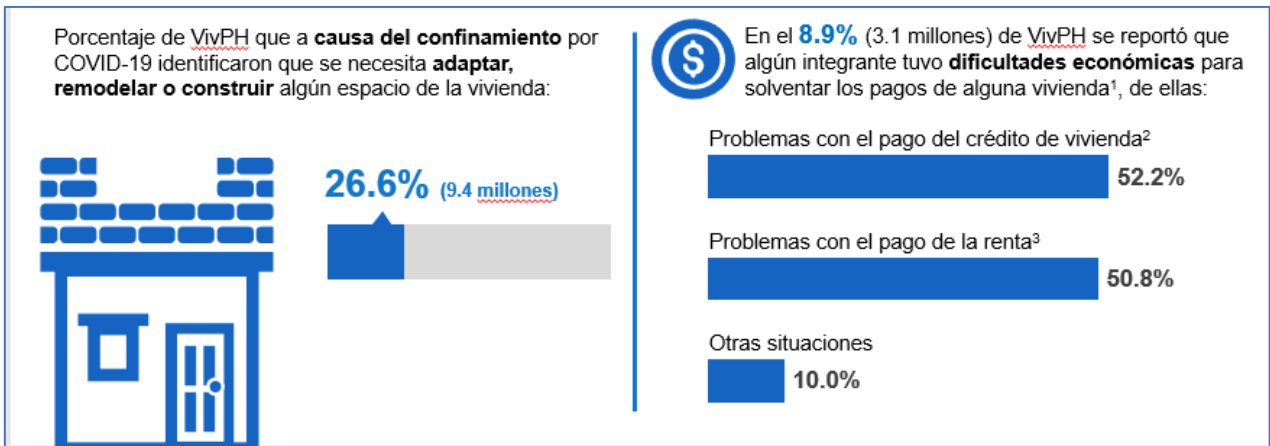 Porcentaje de VivPH que a causa del confinamiento por
COVID-19 identificaron que se necesita adaptar,
remodelar o construir algún espacio de la vivienda:
26.6% (9.4 millones)
$
En el 8.9% (3.1 millones) de VivPH se reportó que
algún integrante tuvo dificultades económicas para
solventar los pagos de alguna vivienda¹, de ellas:
Problemas con el pago del crédito de vivienda²
52.2%
Problemas con el pago de la renta³
50.8%
Otras situaciones
10.0%